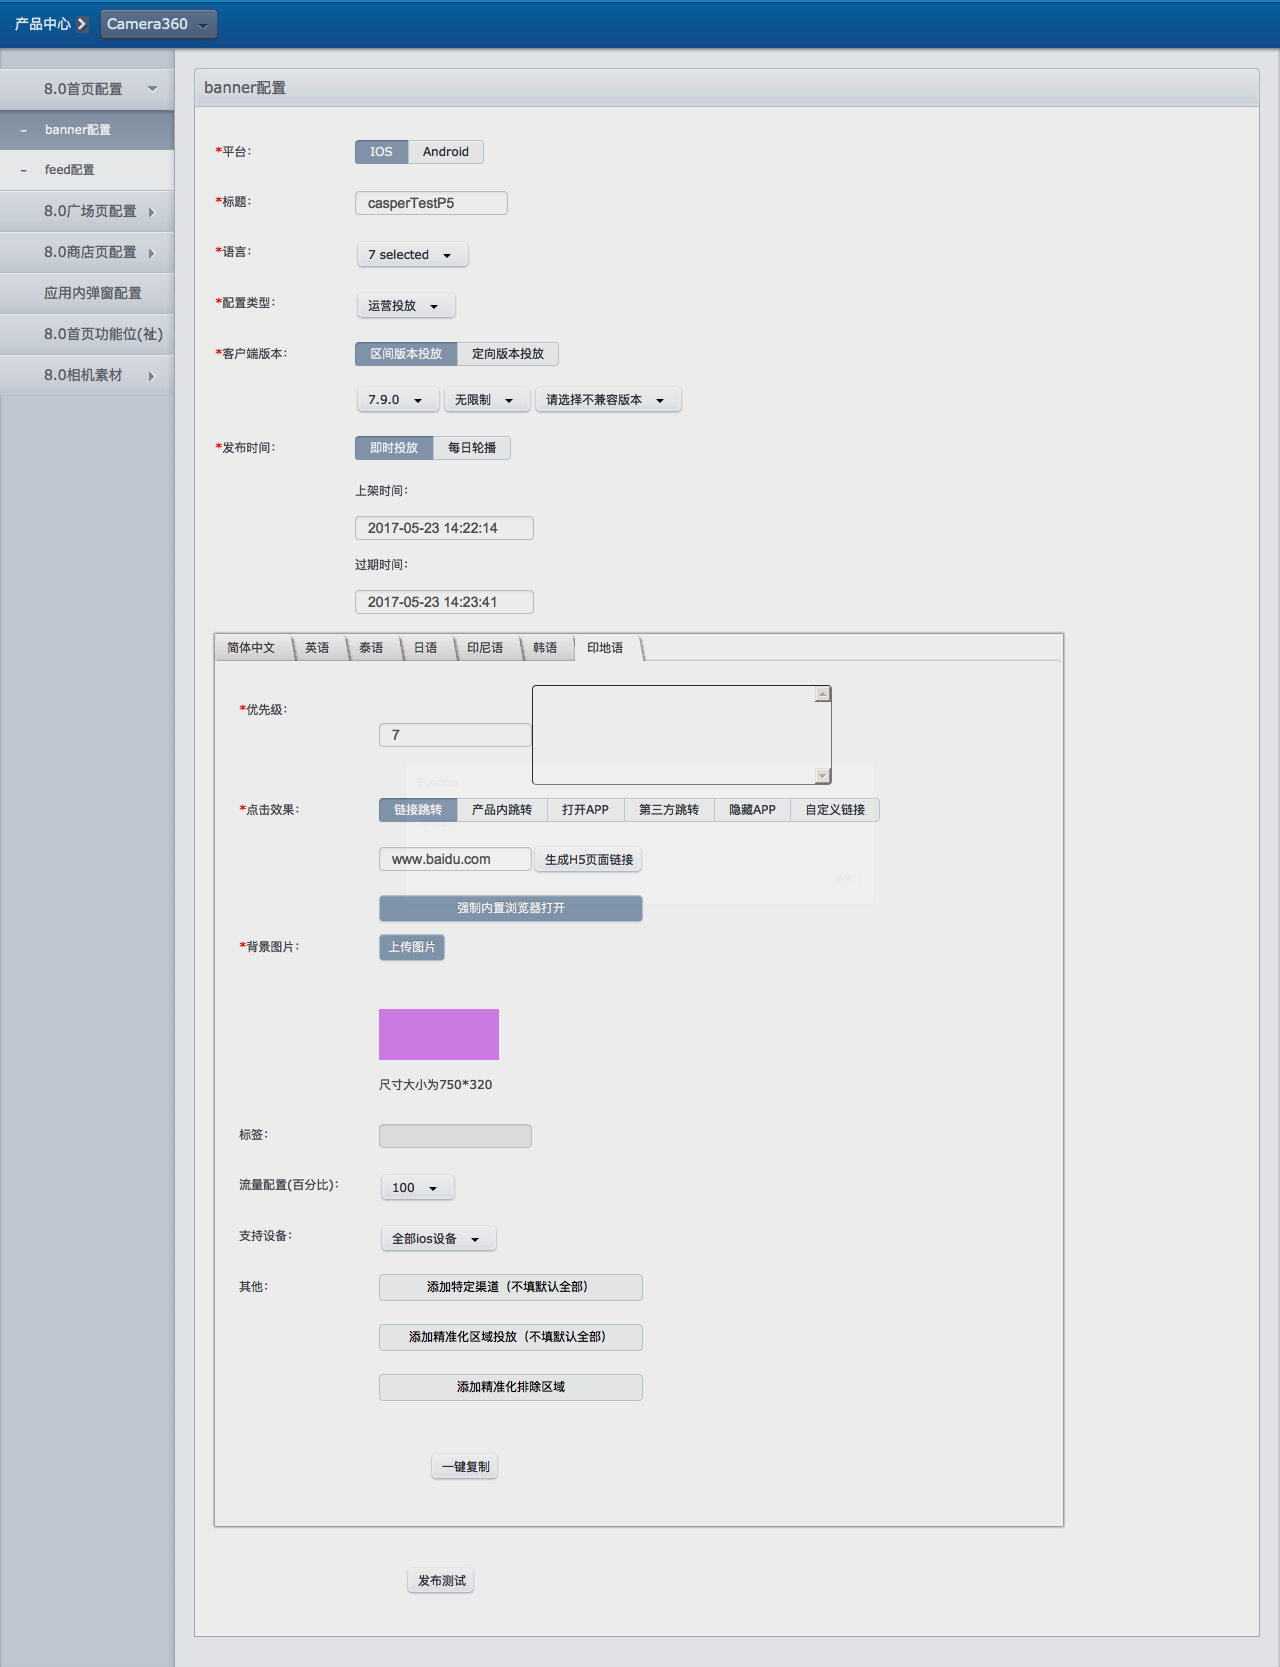 产品中心 Camera360
8.0首页配置
- banner配置
- feed配置
8.0广场页配置
8.0商店页配置
应用内弹窗配置
8.0首页功能位(祉)
8.0相机素材
banner配置
*平台: IOS Android
*标题: casperTestP5
*语言: 7 selected
*配置类型: 运营投放
*客户端版本: 区间版本投放 定向版本投放
7.9.0 无限制 请选择不兼容版本
*发布时间: 即时投放 每日轮播
上架时间:
2017-05-23 14:22:14
过期时间:
2017-05-23 14:23:41
简体中文 英语 泰语 日语 印尼语 韩语 印地语
*优先级:
7
*点击效果: 链接跳转 产品内跳转 打开APP 第三方跳转 隐藏APP 自定义链接
www.baidu.com 生成H5页面链接
强制内置浏览器打开
*背景图片: 上传图片
尺寸大小为750*320
标签:
流量配置(百分比): 100
支持设备: 全部ios设备
其他: 添加特定渠道（不填默认全部）
添加精准化区域投放（不填默认全部）
添加精准化排除区域
一键复制
发布测试